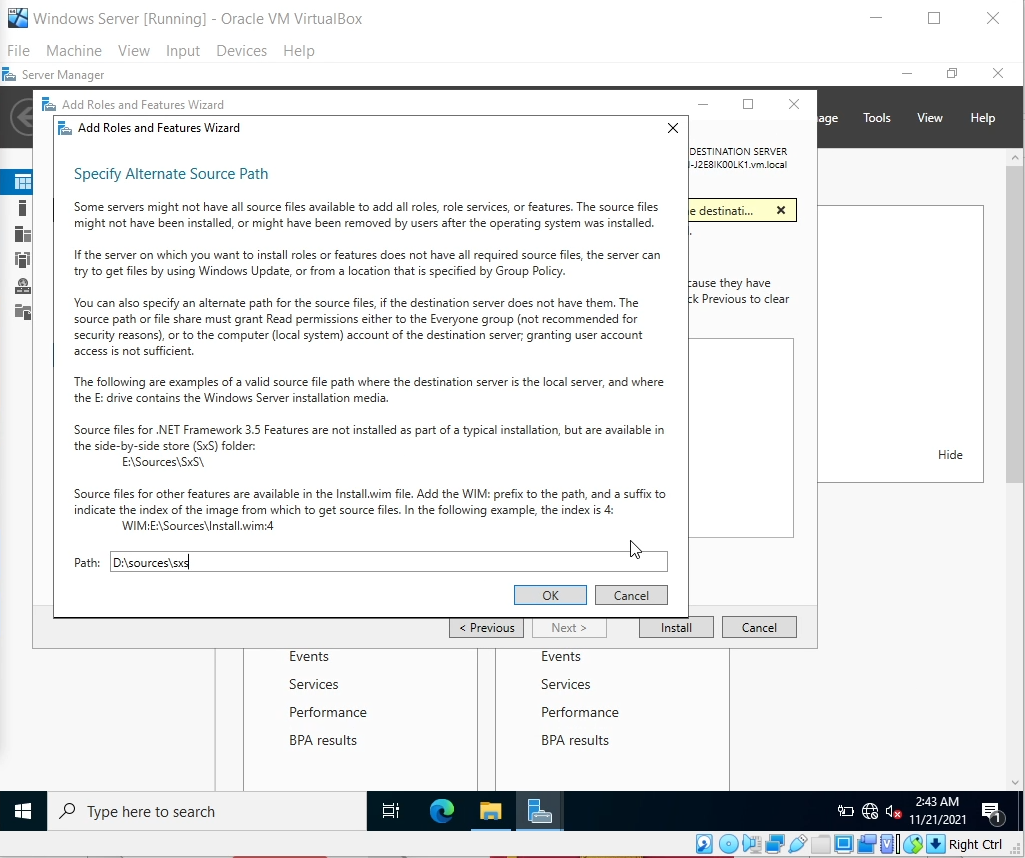 Windows Server [Running] - Oracle VM VirtualBox
File Machine View Input Devices Help
Server Manager
Add Roles and Features Wizard
age Tools View Help
Add Roles and Features Wizard
DESTINATION SERVER
-J2E8IK00LK1.vm.local
Specify Alternate Source Path
Some servers might not have all source files available to add all roles, role services, or features. The source files
might not have been installed, or might have been removed by users after the operating system was installed.
e destinati...
If the server on which you want to install roles or features does not have all required source files, the server can
try to get files by using Windows Update, or from a location that is specified by Group Policy.
cause they have
ck Previous to clear
You can also specify an alternate path for the source files, if the destination server does not have them. The
source path or file share must grant Read permissions either to the Everyone group (not recommended for
security reasons), or to the computer (local system) account of the destination server; granting user account
access is not sufficient.
The following are examples of a valid source file path where the destination server is the local server, and where
the E: drive contains the Windows Server installation media.
Source files for .NET Framework 3.5 Features are not installed as part of a typical installation, but are available in
the side-by-side store (SxS) folder:
E:\Sources\SxS\
Hide
Source files for other features are available in the Install.wim file. Add the WIM: prefix to the path, and a suffix to
indicate the index of the image from which to get source files. In the following example, the index is 4:
WIM:E:\Sources\Install.wim:4
Path: D:\sources\sxs
OK Cancel
< Previous Next > Install Cancel
Events
Services
Performance
BPA results
Events
Services
Performance
BPA results
Type here to search
2:43 AM
11/21/2021
1
Right Ctrl